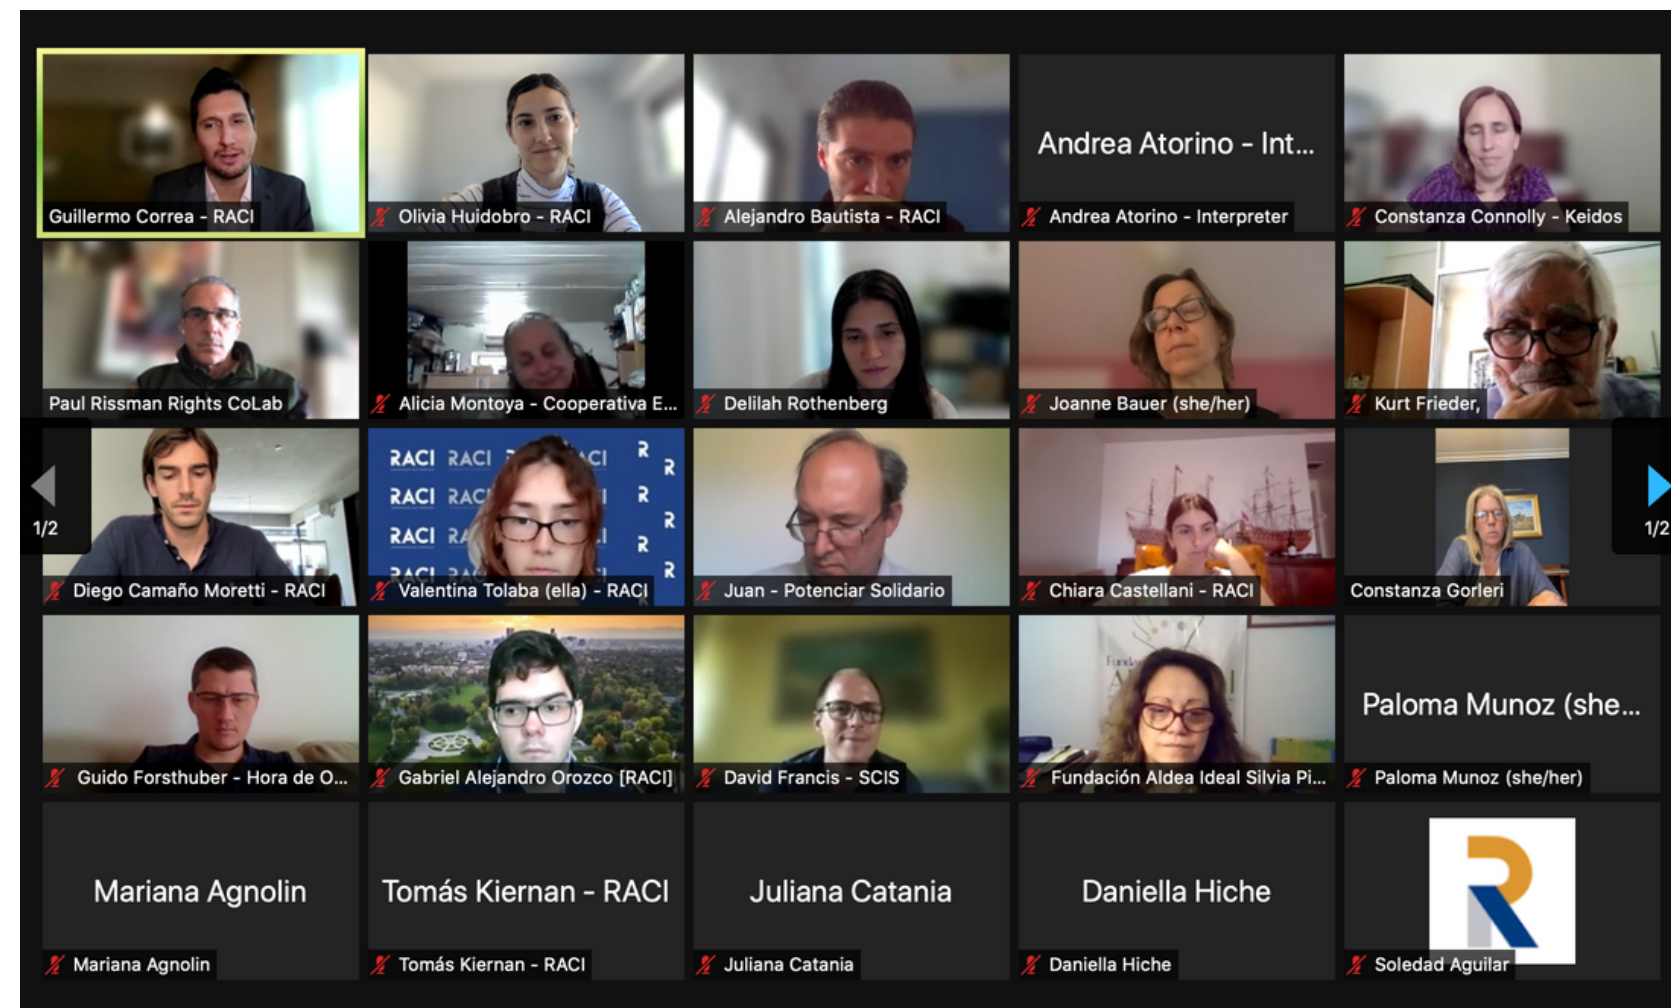 Guillermo Correa - RACI
Olivia Huidobro - RACI
Alejandro Bautista - RACI
Andrea Atorino - Int...
Andrea Atorino - Interpreter
Constanza Connolly - Keidos
Paul Rissman Rights CoLab
Alicia Montoya - Cooperativa E...
Delilah Rothenberg
Joanne Bauer (she/her)
Kurt Frieder,
1/2
Diego Camaño Moretti - RACI
RACI RACI ACI R R
RACI RAC R
RACI RA R
RACI R
Valentina Tolaba (ella) - RACI
Juan - Potenciar Solidario
Chiara Castellani - RACI
Constanza Gorleri
1/2
Guido Forsthuber - Hora de O...
Gabriel Alejandro Orozco [RACI]
David Francis - SCIS
Fundación Aldea Ideal Silvia Pi...
Paloma Munoz (she...
Paloma Munoz (she/her)
Mariana Agnolin
Mariana Agnolin
Tomás Kiernan - RACI
Tomás Kiernan - RACI
Juliana Catania
Juliana Catania
Daniella Hiche
Daniella Hiche
R
Soledad Aguilar